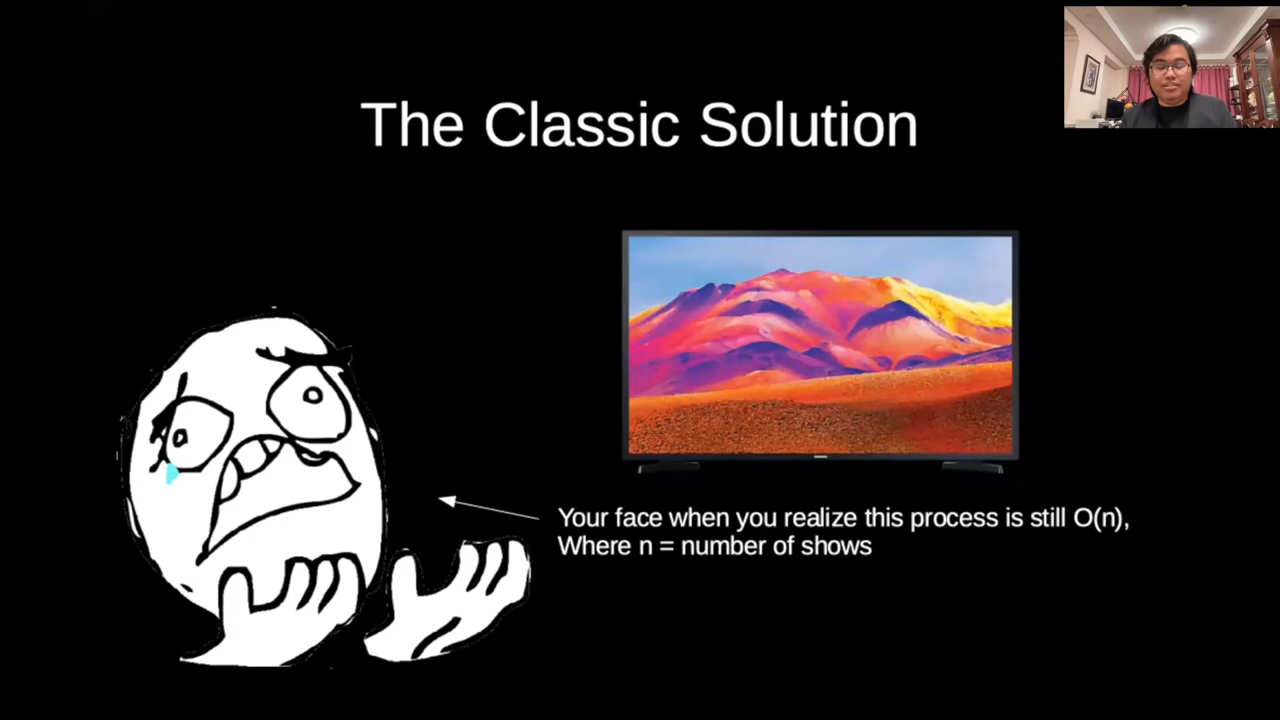 The Classic Solution
Your face when you realize this process is still O(n),
Where n = number of shows